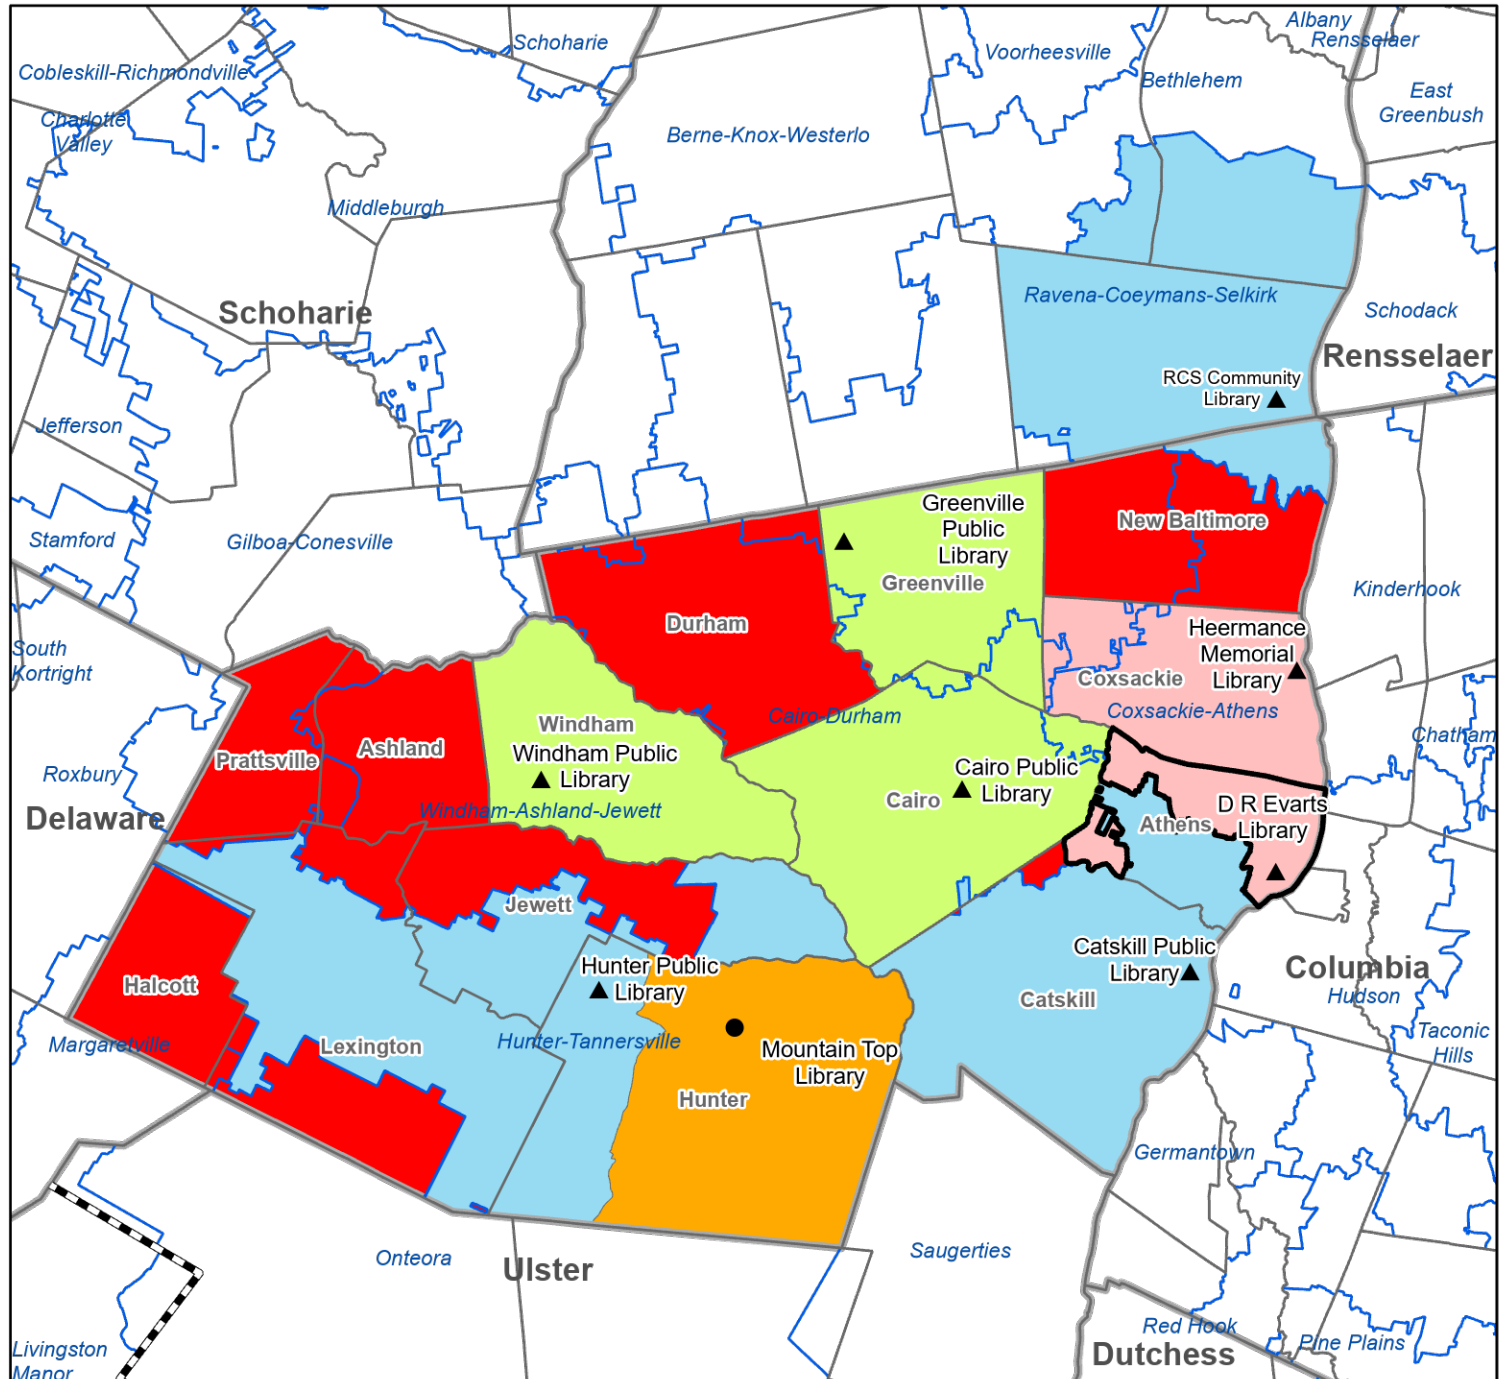 Albany
Rensselaer
Schoharie
Voorheesville
Cobleskill-Richmondville
Bethlehem
East
Greenbush
Charlotte
Valley
Berne-Knox-Westerlo
Middleburgh
Ravena-Coeymans-Selkirk
Schoharie
Schodack
Rensselaer
RCS Community
Library
Jefferson
Greenville
Public
Library
New Baltimore
Stamford
Gilboa-Conesville
Greenville
Kinderhook
Durham
Heermance
Memorial
Library
South
Kortright
Coxsackie
Cairo-Durham
Coxsackie-Athens
Windham
Chatham
Ashland
Prattsville
Windham Public
Library
Roxbury
Cairo Public
Library
Cairo
D R Evarts
Library
Windham-Ashland-Jewett
Delaware
Athens
Jewett
Catskill Public
Library
Hunter Public
Library
Columbia
Halcott
Catskill
Hudson
Mountain Top
Library
Taconic
Hills
Margaretville
Lexington
Hunter-Tannersville
Hunter
Germantown
Onteora
Saugerties
Ulster
Red Hook
Pine Plains
Dutchess
Livingston
Manor